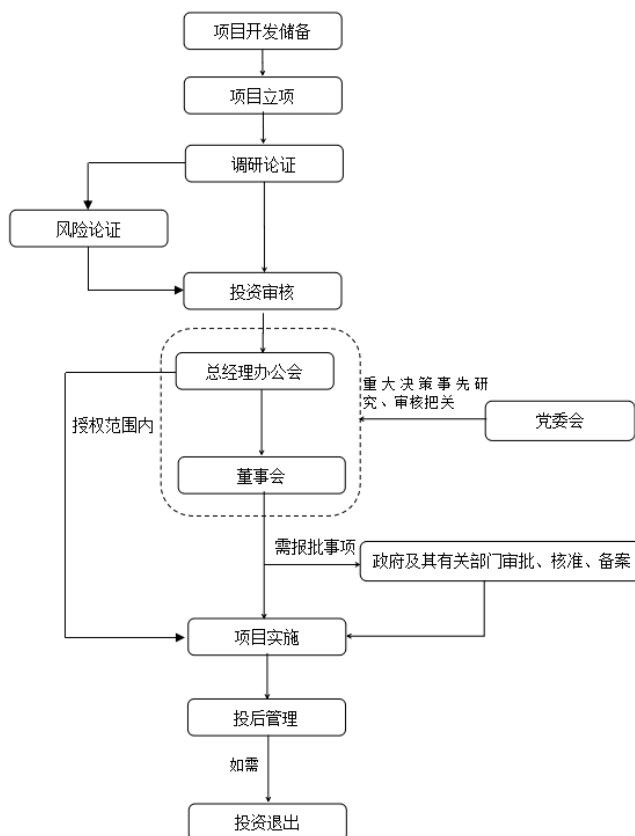 项目开发储备
项目立项
调研论证
风险论证
投资审核
总经理办公会
重大决策事先研
究、审核把关
党委会
授权范围内
董事会
需报批事项
政府及其有关部门审批、核准、备案
项目实施
投后管理
如需
投资退出